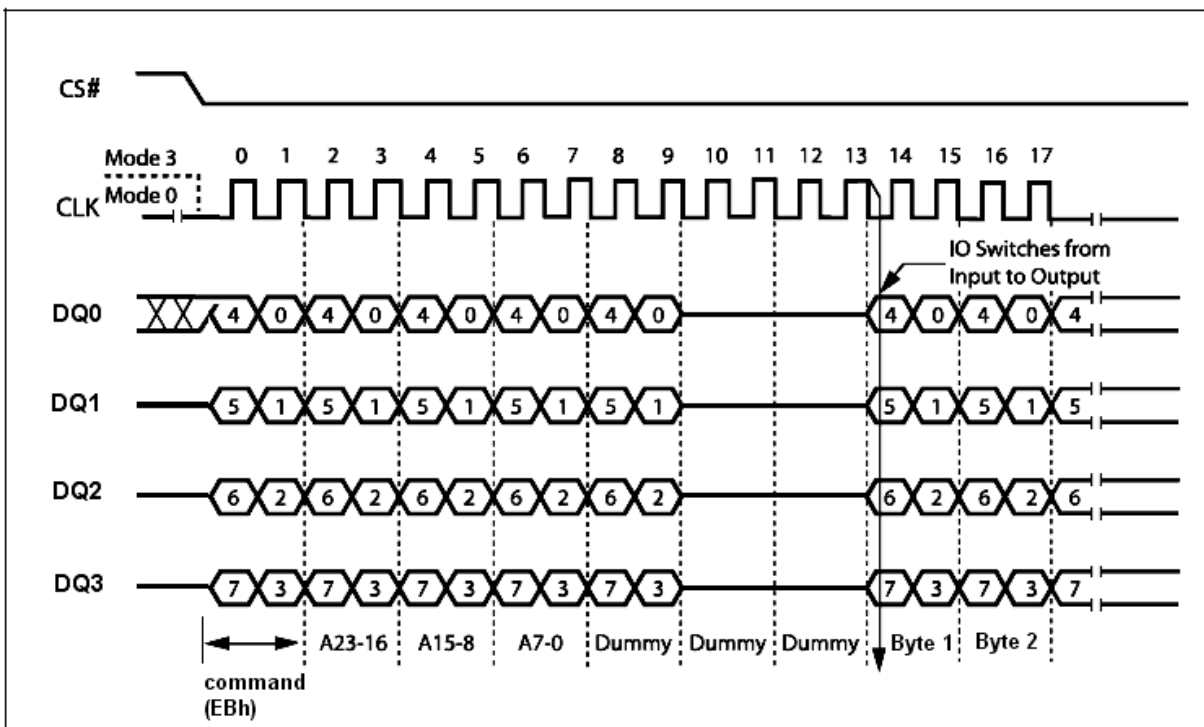 CS#
Mode 3
0 1 2 3 4 5 6 7 8 9 10 11 12 13 14 15 16 17
Mode 0
CLK
IO Switches from
Input to Output
DQ0 4 0 4 0 4 0 4 0 4 0 4 0 4 0 4
DQ1 5 1 5 1 5 1 5 1 5 1 5 1 5 1 5
DQ2 6 2 6 2 6 2 6 2 6 2 6 2 6 2 6
DQ3 7 3 7 3 7 3 7 3 7 3 7 3 7 3 7
A23-16 A15-8 A7-0 Dummy Dummy Dummy Byte 1 Byte 2
command
(EBh)